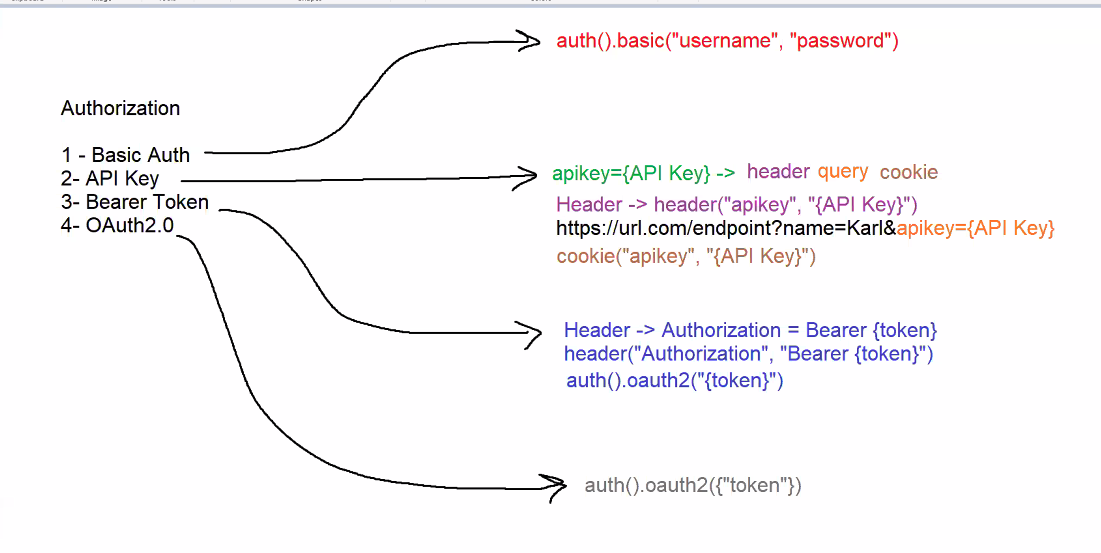 Authorization
1 - Basic Auth
2- API Key
3- Bearer Token
4- OAuth2.0
auth().basic("username", "password")
apikey={API Key} -> header query cookie
Header -> header("apikey", "{API Key}")
https://url.com/endpoint?name=Karl&apikey={API Key}
cookie("apikey", "{API Key}")
Header -> Authorization = Bearer {token}
header("Authorization", "Bearer {token}")
auth().oauth2("{token}")
auth().oauth2({"token"})